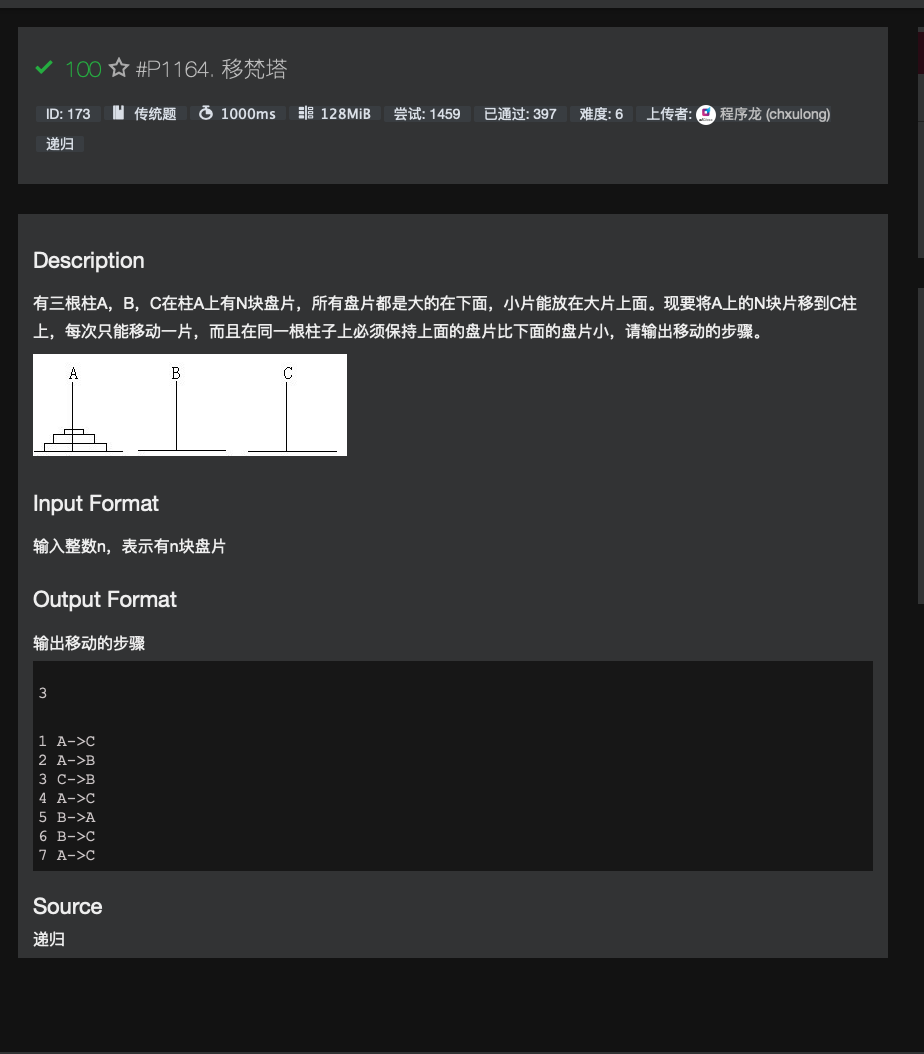 100 #P1164. 移梵塔
ID: 173 传统题 1000ms 128MiB 尝试: 1459 已通过: 397 难度: 6 上传者: 程序龙 (chxulong)
递归
Description
有三根柱A，B，C在柱A上有N块盘片，所有盘片都是大的在下面，小片能放在大片上面。现要将A上的N块片移到C柱
上，每次只能移动一片，而且在同一根柱子上必须保持上面的盘片比下面的盘片小，请输出移动的步骤。
A B C
Input Format
输入整数n，表示有n块盘片
Output Format
输出移动的步骤
3
1 A->C
2 A->B
3 C->B
4 A->C
5 B->A
6 B->C
7 A->C
Source
递归